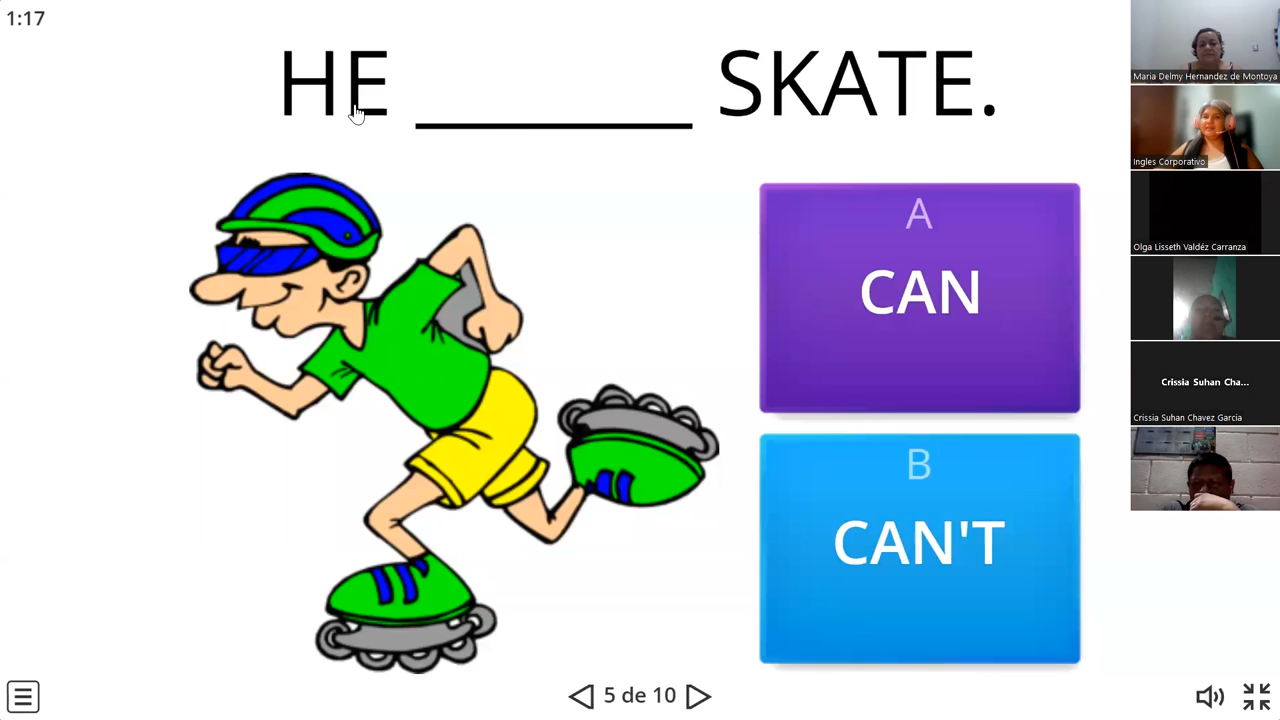 1:17
HE ________ SKATE.
A
CAN
B
CAN'T
5 de 10
Maria Delmy Hernandez de Montoya
Ingles Corporativo
Olga Lisseth Valdéz Carranza
Crissia Suhan Cha...
Crissia Suhan Chavez Garcia